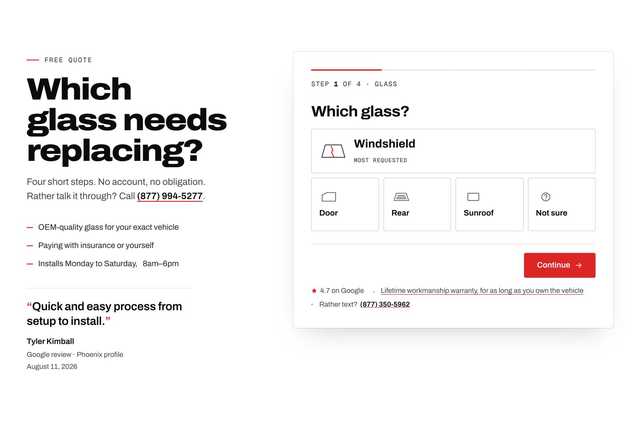 FREE QUOTE
Which
glass needs
replacing?
Four short steps. No account, no obligation.
Rather talk it through? Call (877) 994-5277.
OEM-quality glass for your exact vehicle
Paying with insurance or yourself
Installs Monday to Saturday, 8am–6pm
“Quick and easy process from
setup to install.”
Tyler Kimball
Google review · Phoenix profile
August 11, 2026
STEP 1 OF 4 · GLASS
Which glass?
Windshield
MOST REQUESTED
Door
Rear
Sunroof
Not sure
Continue →
★ 4.7 on Google · Lifetime workmanship warranty, for as long as you own the vehicle
· Rather text? (877) 350-5962